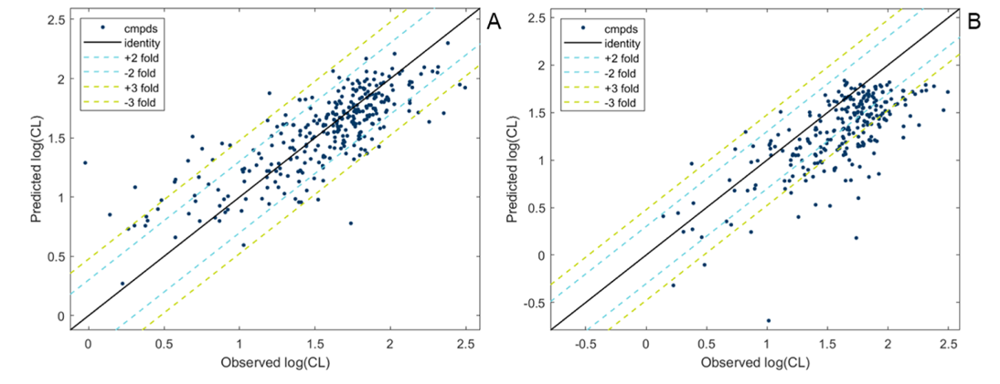 A
cmpds
identity
+2 fold
-2 fold
+3 fold
-3 fold
2.5
2
1.5
1
0.5
0
Predicted log(CL)
0 0.5 1 1.5 2 2.5
Observed log(CL)
B
cmpds
identity
+2 fold
-2 fold
+3 fold
-3 fold
2.5
2
1.5
1
0.5
0
-0.5
Predicted log(CL)
-0.5 0 0.5 1 1.5 2 2.5
Observed log(CL)